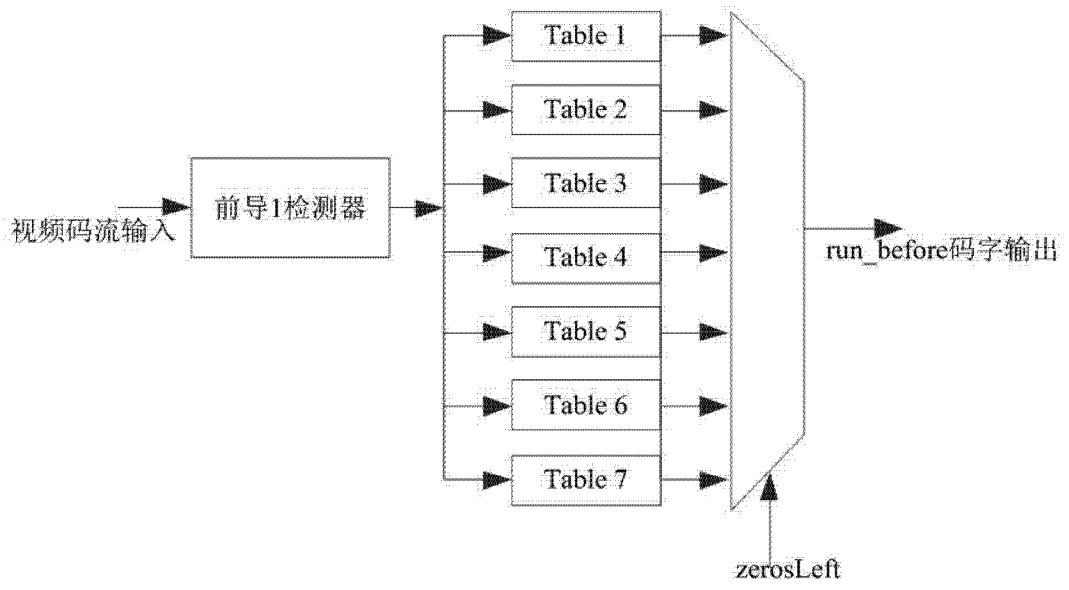 Table 1
Table 2
Table 3
Table 4
Table 5
Table 6
Table 7
前导1检测器
视频码流输入
run_before码字输出
zerosLeft